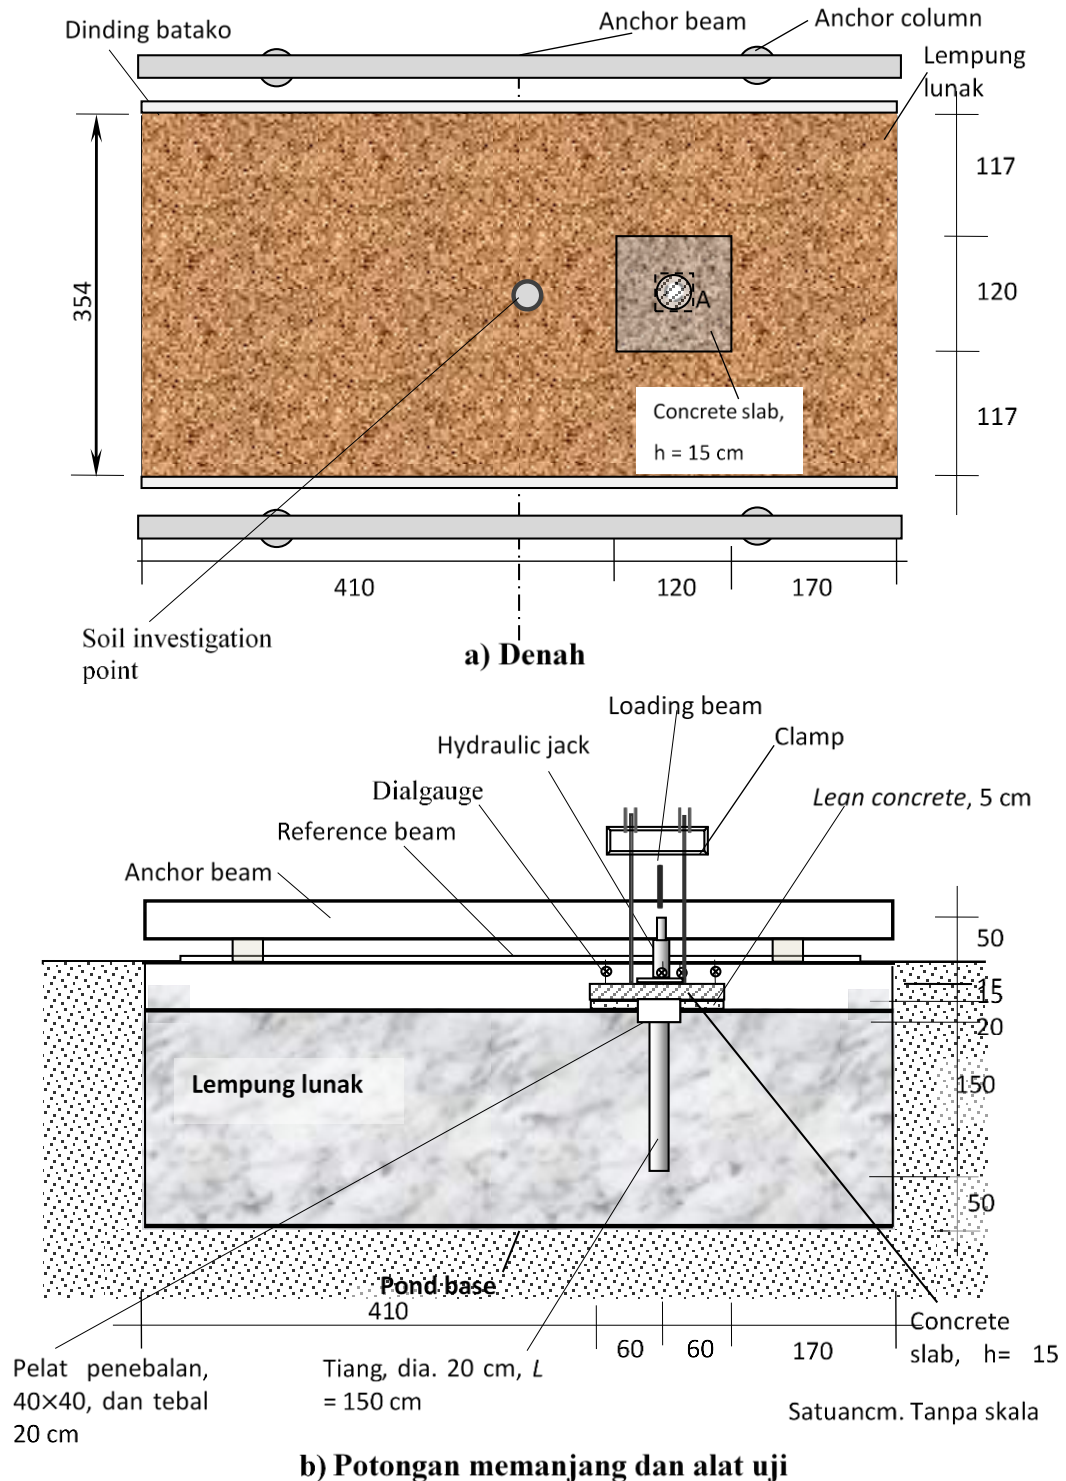 Dinding batako
Anchor beam
Anchor column
Lempung
lunak
117
354
120
A
Concrete slab,
h = 15 cm
117
410
120
170
Soil investigation
point
a) Denah
Loading beam
Hydraulic jack
Clamp
Dialgauge
Lean concrete, 5 cm
Reference beam
Anchor beam
50
15
15
20
Lempung lunak
150
50
Pond base
410
60
60
170
Concrete
slab, h= 15
Pelat penebalan,
40×40, dan tebal
20 cm
Tiang, dia. 20 cm, L
= 150 cm
Satuancm. Tanpa skala
b) Potongan memanjang dan alat uji